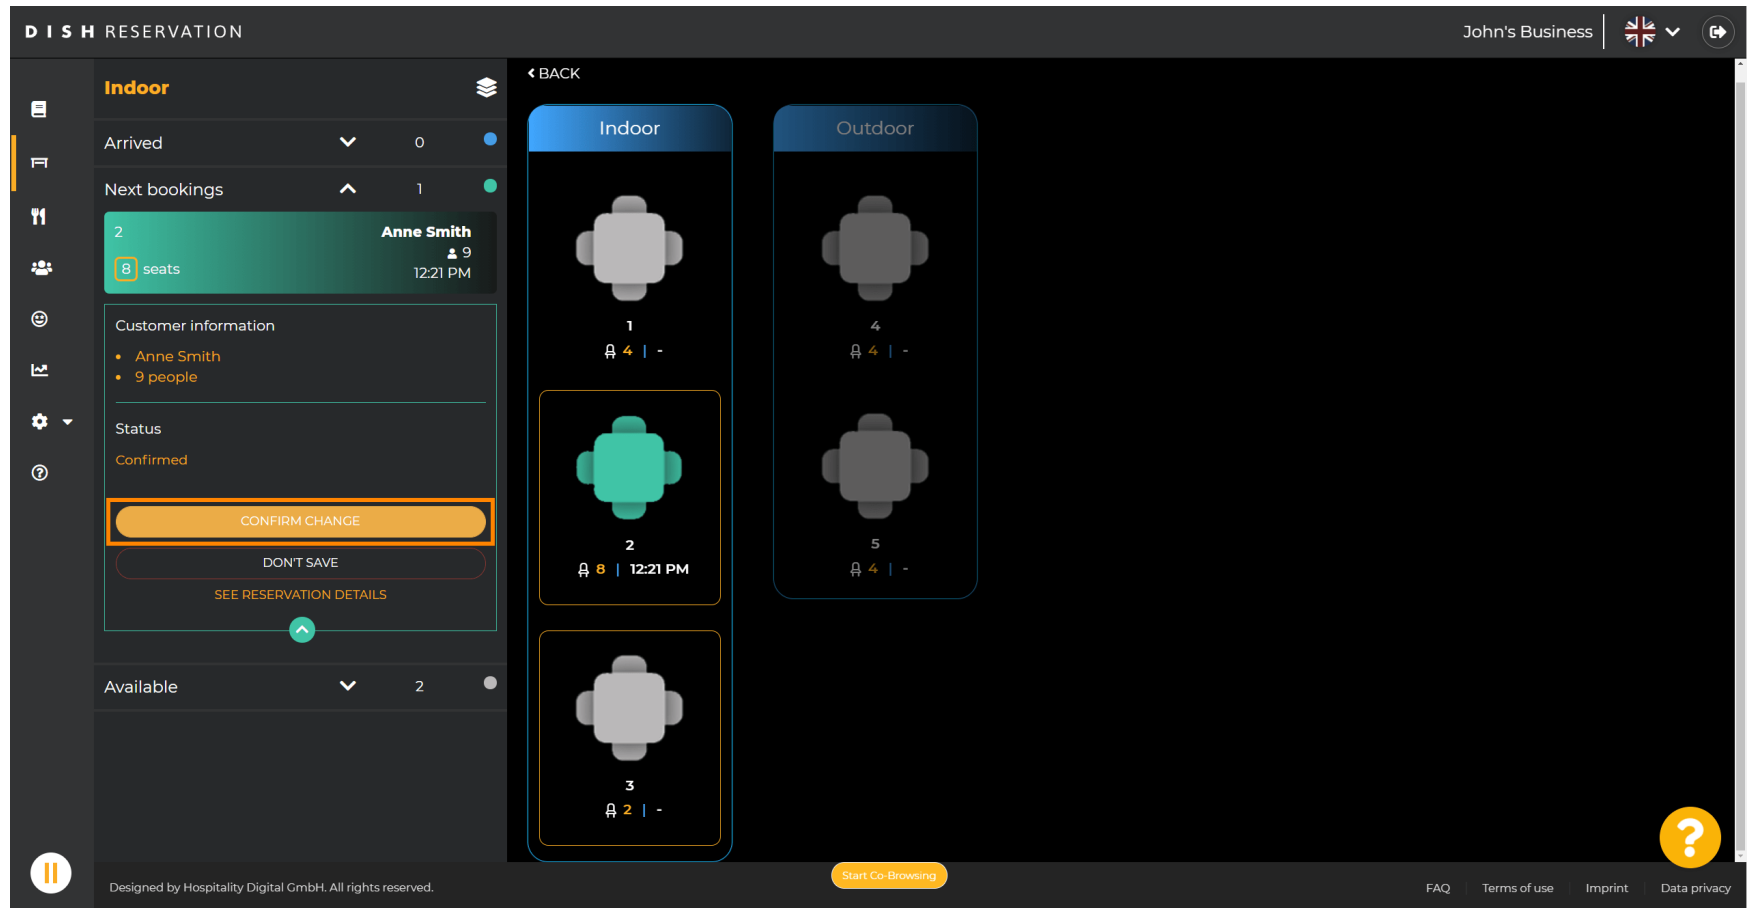 DISH RESERVATION
John's Business
Indoor
Arrived 0
Next bookings 1
2 Anne Smith
9
8 seats 12:21 PM
Customer information
• Anne Smith
• 9 people
Status
Confirmed
CONFIRM CHANGE
DON'T SAVE
SEE RESERVATION DETAILS
Available 2
BACK
Indoor
1
4 | -
2
8 | 12:21 PM
3
2 | -
Outdoor
4
4 | -
5
4 | -
?
Designed by Hospitality Digital GmbH. All rights reserved.
Start Co-Browsing
FAQ | Terms of use | Imprint | Data privacy